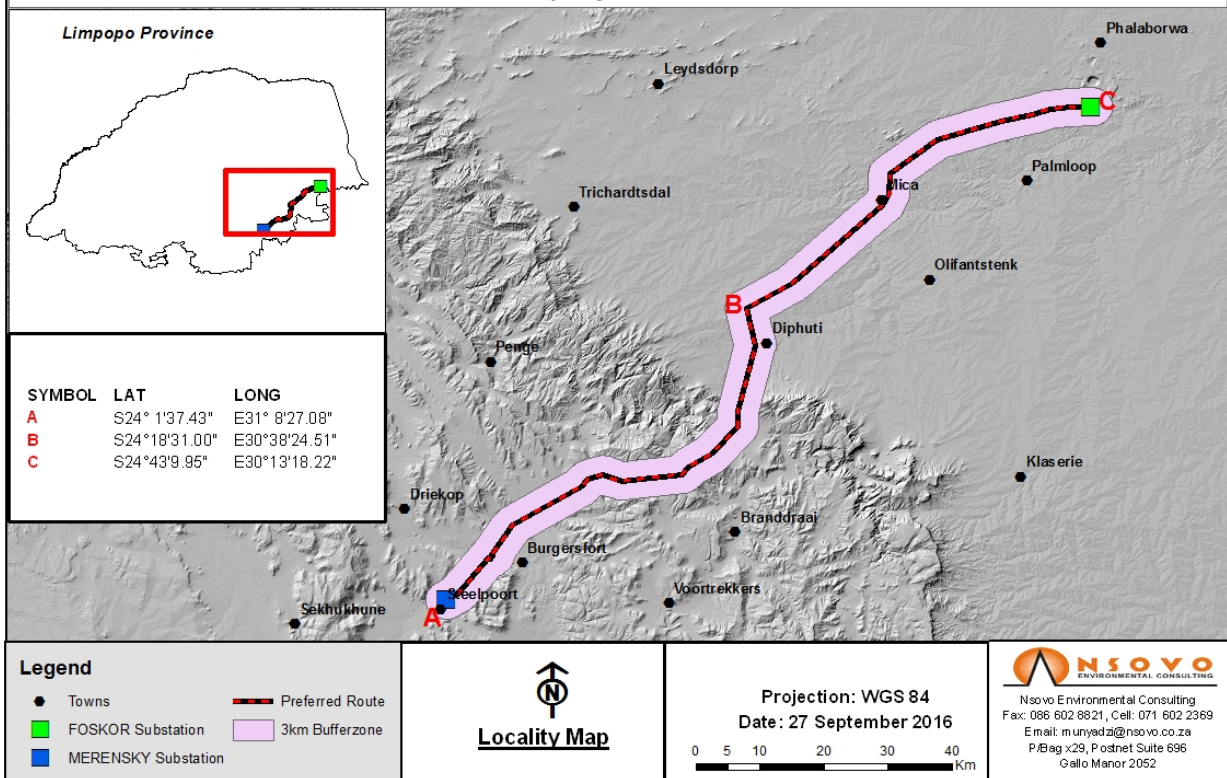 Limpopo Province
Phalaborwa
Leydsdorp
C
Palmloop
Mica
Trichardtsdal
Olifantstenk
B
Diphuti
Penge
SYMBOL LAT LONG
A S24° 1'37.43" E31° 8'27.08"
B S24°18'31.00" E30°38'24.51"
C S24°43'9.95" E30°13'18.22"
Klaserie
Driekop
Branddraai
Burgersfort
Voortrekkers
Steelpoort
Sekhukhune
A
Legend
Towns
Preferred Route
FOSKOR Substation
3km Bufferzone
MERENSKY Substation
N
Locality Map
Projection: WGS 84
Date: 27 September 2016
0 5 10 20 30 40
Km
NSOVO
ENVIRONMENTAL CONSULTING
Nsovo Environmental Consulting
Fax: 086 602 8821, Cell: 071 602 2369
Email: munyadzi@nsovo.co.za
P/Bag x29, Postnet Suite 696
Gallo Manor 2052